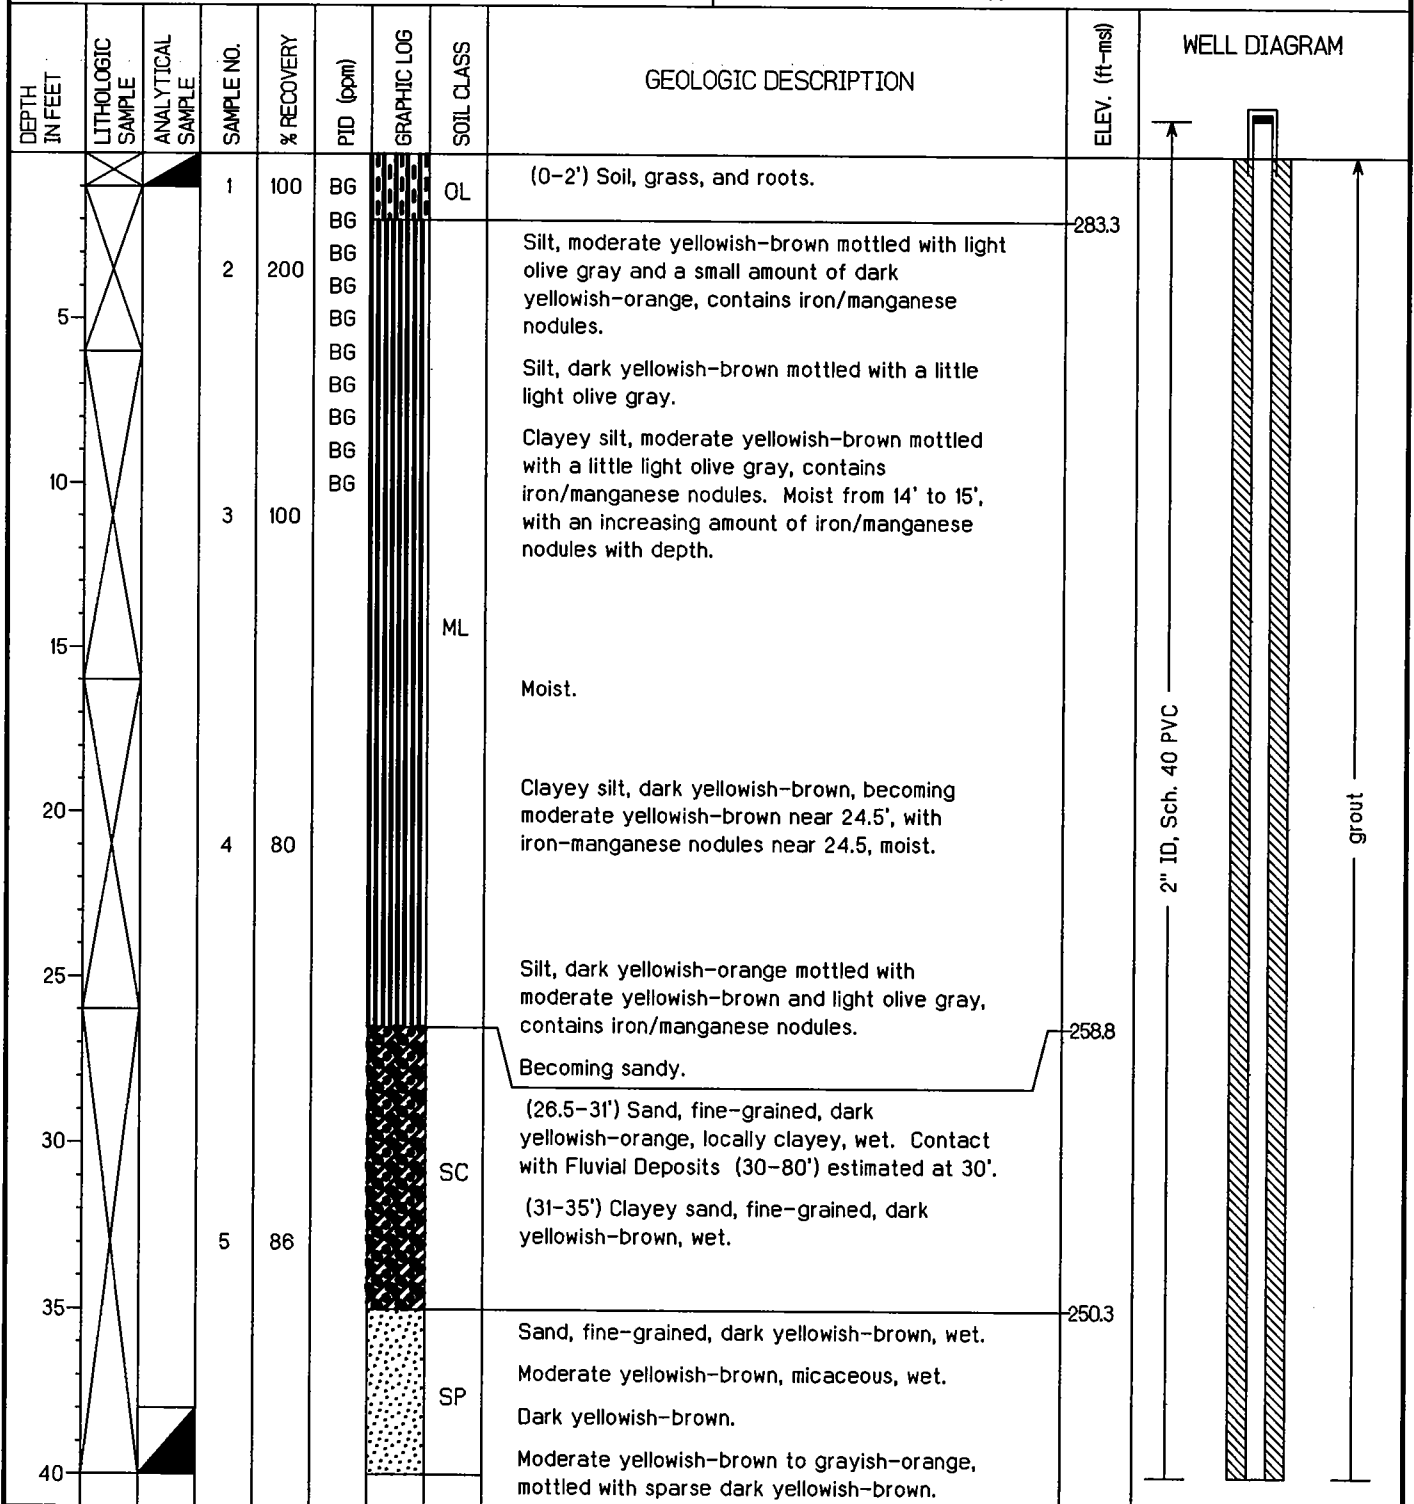 DEPTH
IN FEET
LITHOLOGIC
SAMPLE
ANALYTICAL
SAMPLE
SAMPLE NO.
% RECOVERY
PID (ppm)
GRAPHIC LOG
SOIL CLASS
GEOLOGIC DESCRIPTION
ELEV. (ft-msl)
WELL DIAGRAM
1 100 BG OL (0-2') Soil, grass, and roots.
BG
283.3
BG
2 200
BG
5 BG
BG
BG
BG
BG
10 BG
Silt, moderate yellowish-brown mottled with light
olive gray and a small amount of dark
yellowish-orange, contains iron/manganese
nodules.
Silt, dark yellowish-brown mottled with a little
light olive gray.
Clayey silt, moderate yellowish-brown mottled
with a little light olive gray, contains
iron/manganese nodules. Moist from 14' to 15',
with an increasing amount of iron/manganese
nodules with depth.
3 100
ML
15
Moist.
2" ID, Sch. 40 PVC
grout
20
Clayey silt, dark yellowish-brown, becoming
moderate yellowish-brown near 24.5', with
iron-manganese nodules near 24.5, moist.
4 80
25
Silt, dark yellowish-orange mottled with
moderate yellowish-brown and light olive gray,
contains iron/manganese nodules.
258.8
Becoming sandy.
(26.5-31') Sand, fine-grained, dark
yellowish-orange, locally clayey, wet. Contact
with Fluvial Deposits (30-80') estimated at 30'.
30
SC
(31-35') Clayey sand, fine-grained, dark
yellowish-brown, wet.
5 86
35
250.3
Sand, fine-grained, dark yellowish-brown, wet.
Moderate yellowish-brown, micaceous, wet.
SP
Dark yellowish-brown.
Moderate yellowish-brown to grayish-orange,
mottled with sparse dark yellowish-brown.
40